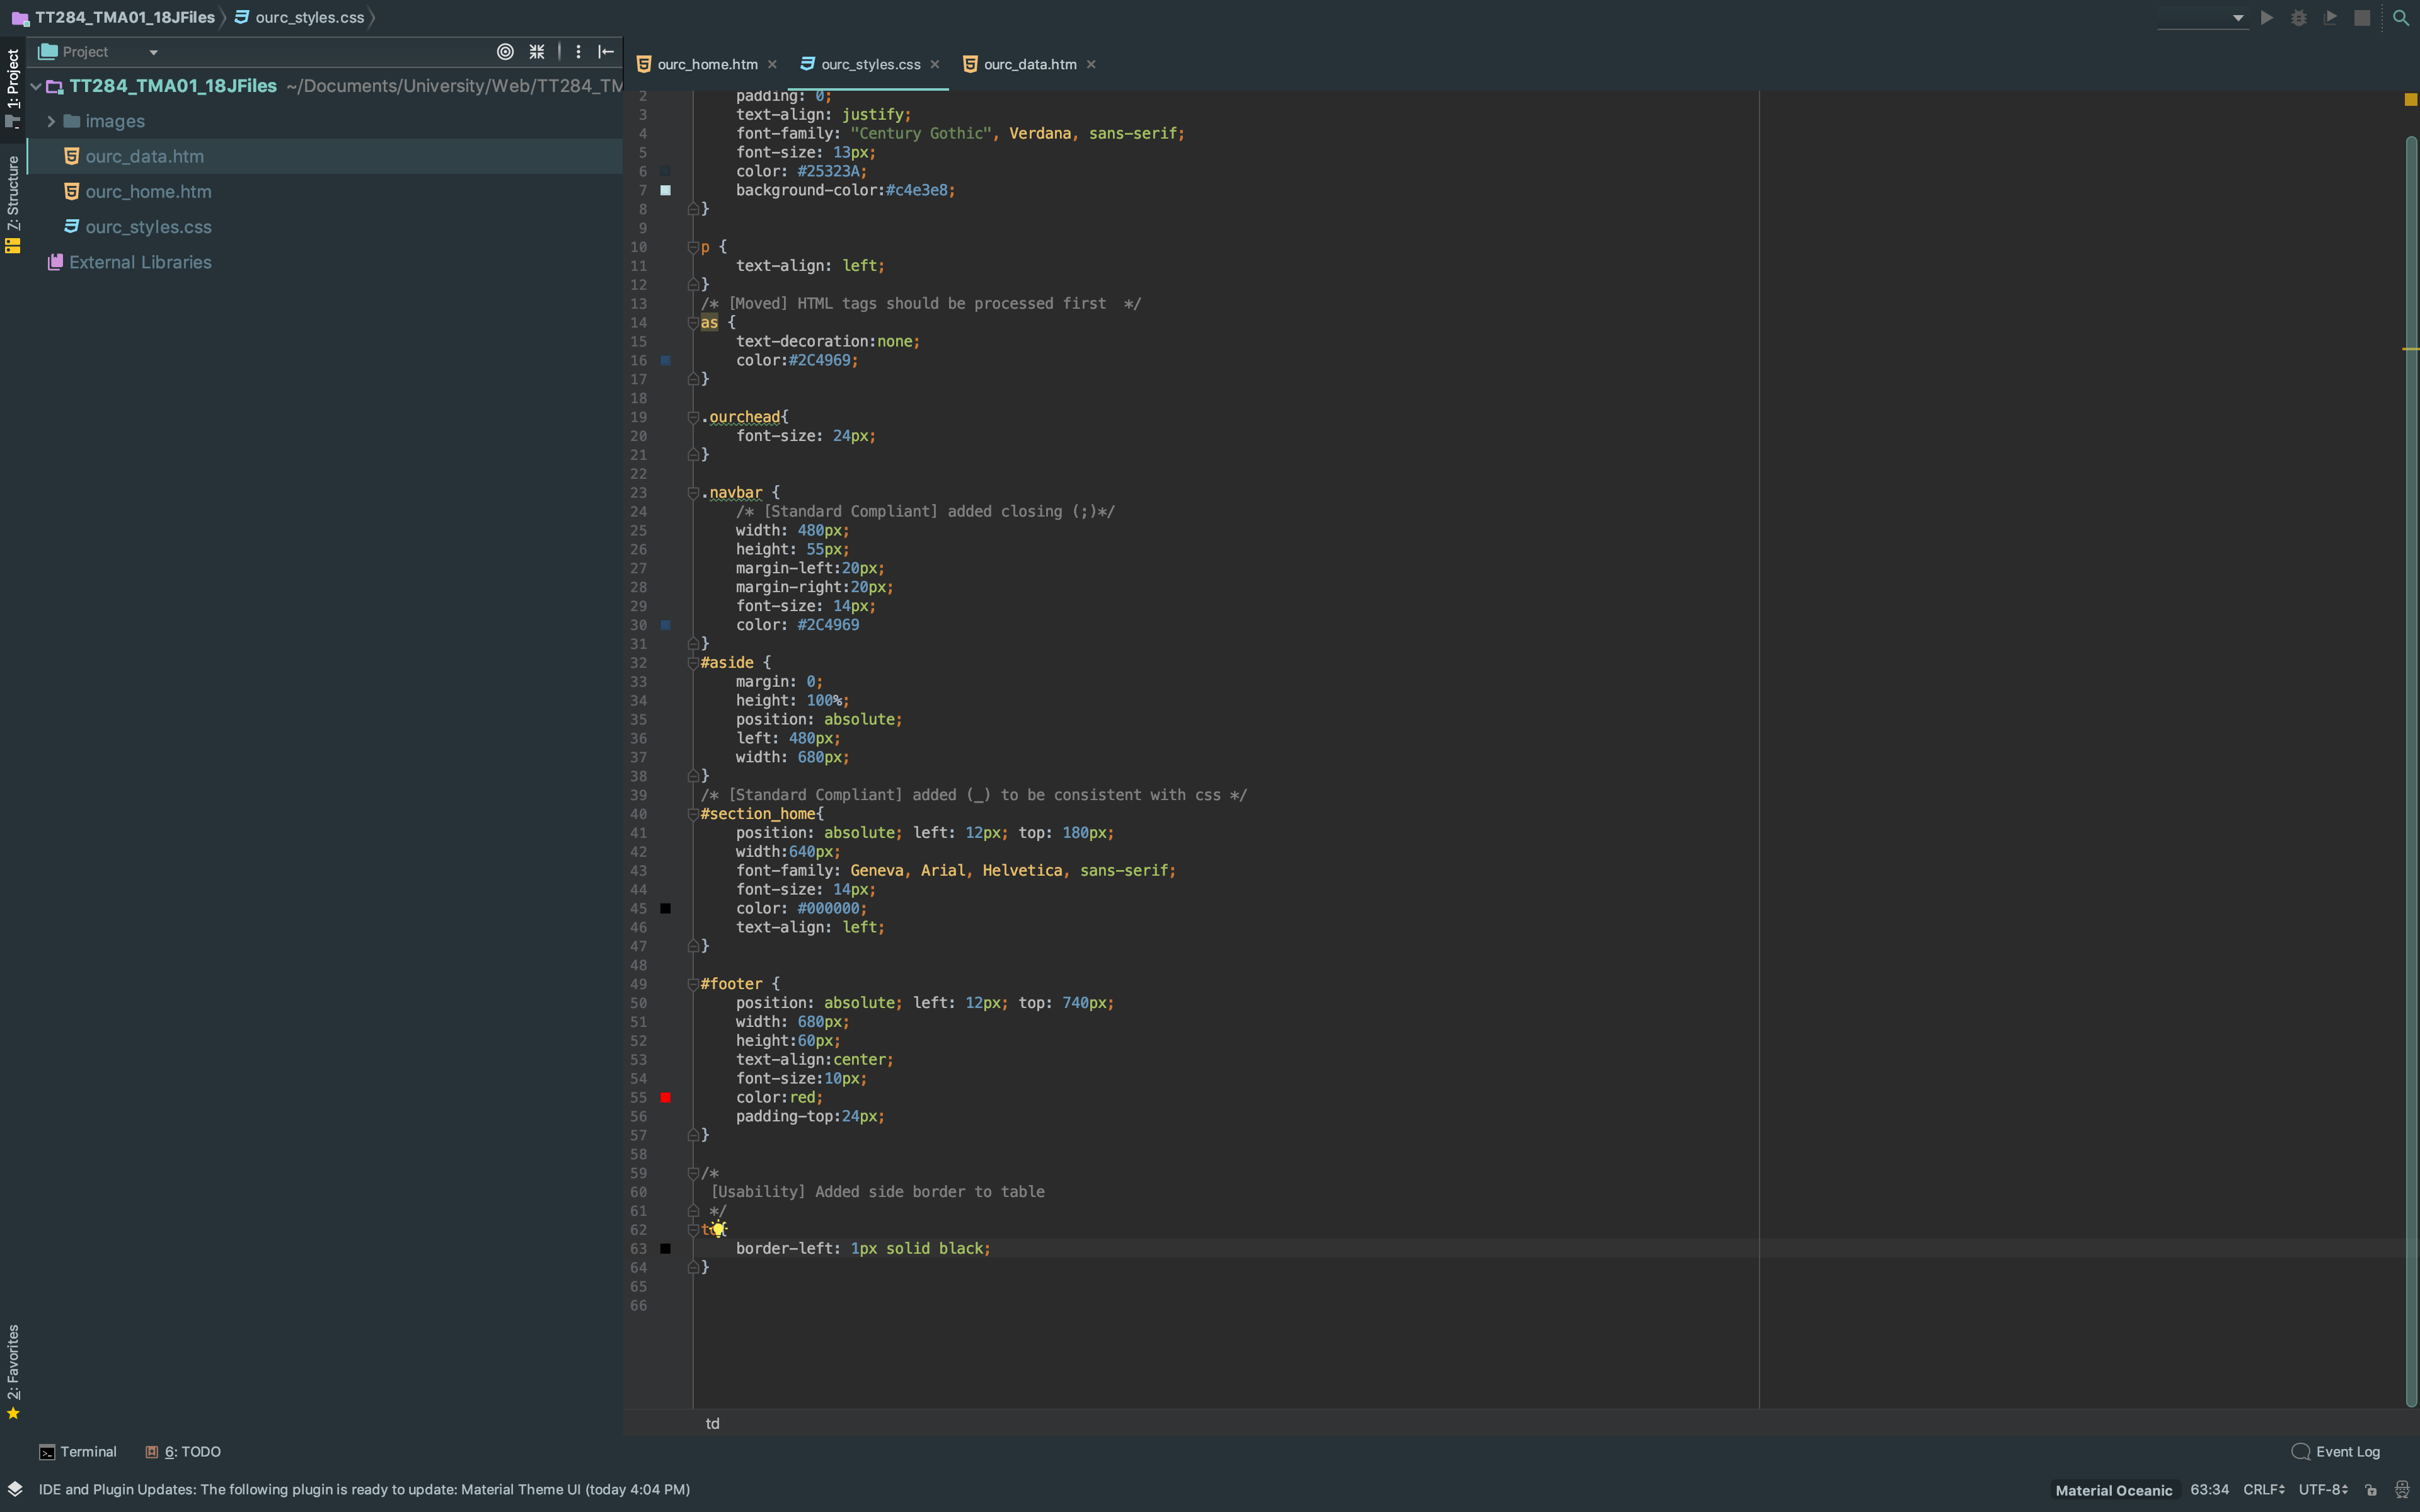 TT284_TMA01_18JFiles
ourc_styles.css
Project
TT284_TMA01_18JFiles ~/Documents/University/Web/TT284_TM
images
ourc_data.htm
ourc_home.htm
ourc_styles.css
External Libraries
1: Project
7: Structure
2: Favorites
ourc_home.htm
ourc_styles.css
ourc_data.htm
2 padding: 0;
3 text-align: justify;
4 font-family: "Century Gothic", Verdana, sans-serif;
5 font-size: 13px;
6 color: #25323A;
7 background-color:#c4e3e8;
8 }
9
10 p {
11 text-align: left;
12 }
13 /* [Moved] HTML tags should be processed first  */
14 as {
15 text-decoration:none;
16 color:#2C4969;
17 }
18
19 .ourchead{
20 font-size: 24px;
21 }
22
23 .navbar {
24 /* [Standard Compliant] added closing (;)*/
25 width: 480px;
26 height: 55px;
27 margin-left:20px;
28 margin-right:20px;
29 font-size: 14px;
30 color: #2C4969
31 }
32 #aside {
33 margin: 0;
34 height: 100%;
35 position: absolute;
36 left: 480px;
37 width: 680px;
38 }
39 /* [Standard Compliant] added (_) to be consistent with css */
40 #section_home{
41 position: absolute; left: 12px; top: 180px;
42 width:640px;
43 font-family: Geneva, Arial, Helvetica, sans-serif;
44 font-size: 14px;
45 color: #000000;
46 text-align: left;
47 }
48
49 #footer {
50 position: absolute; left: 12px; top: 740px;
51 width: 680px;
52 height:60px;
53 text-align:center;
54 font-size:10px;
55 color:red;
56 padding-top:24px;
57 }
58
59 /*
60 [Usability] Added side border to table
61 */
62 td{
63 border-left: 1px solid black;
64 }
65
66
td
Terminal
6: TODO
Event Log
IDE and Plugin Updates: The following plugin is ready to update: Material Theme UI (today 4:04 PM)
Material Oceanic 63:34 CRLF UTF-8